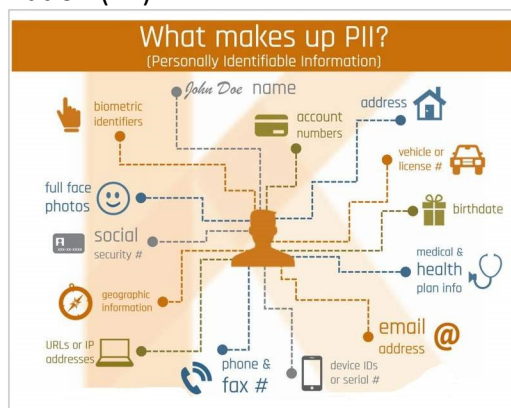 What makes up PII?
(Personally Identifiable Information)
John Doe name
biometric
identifiers
address
account
numbers
vehicle or
license #
full face
photos
birthdate
social
security #
medical &
health
plan info
geographic
information
email
address
@
URLs or IP
addresses
phone &
fax #
device IDs
or serial #